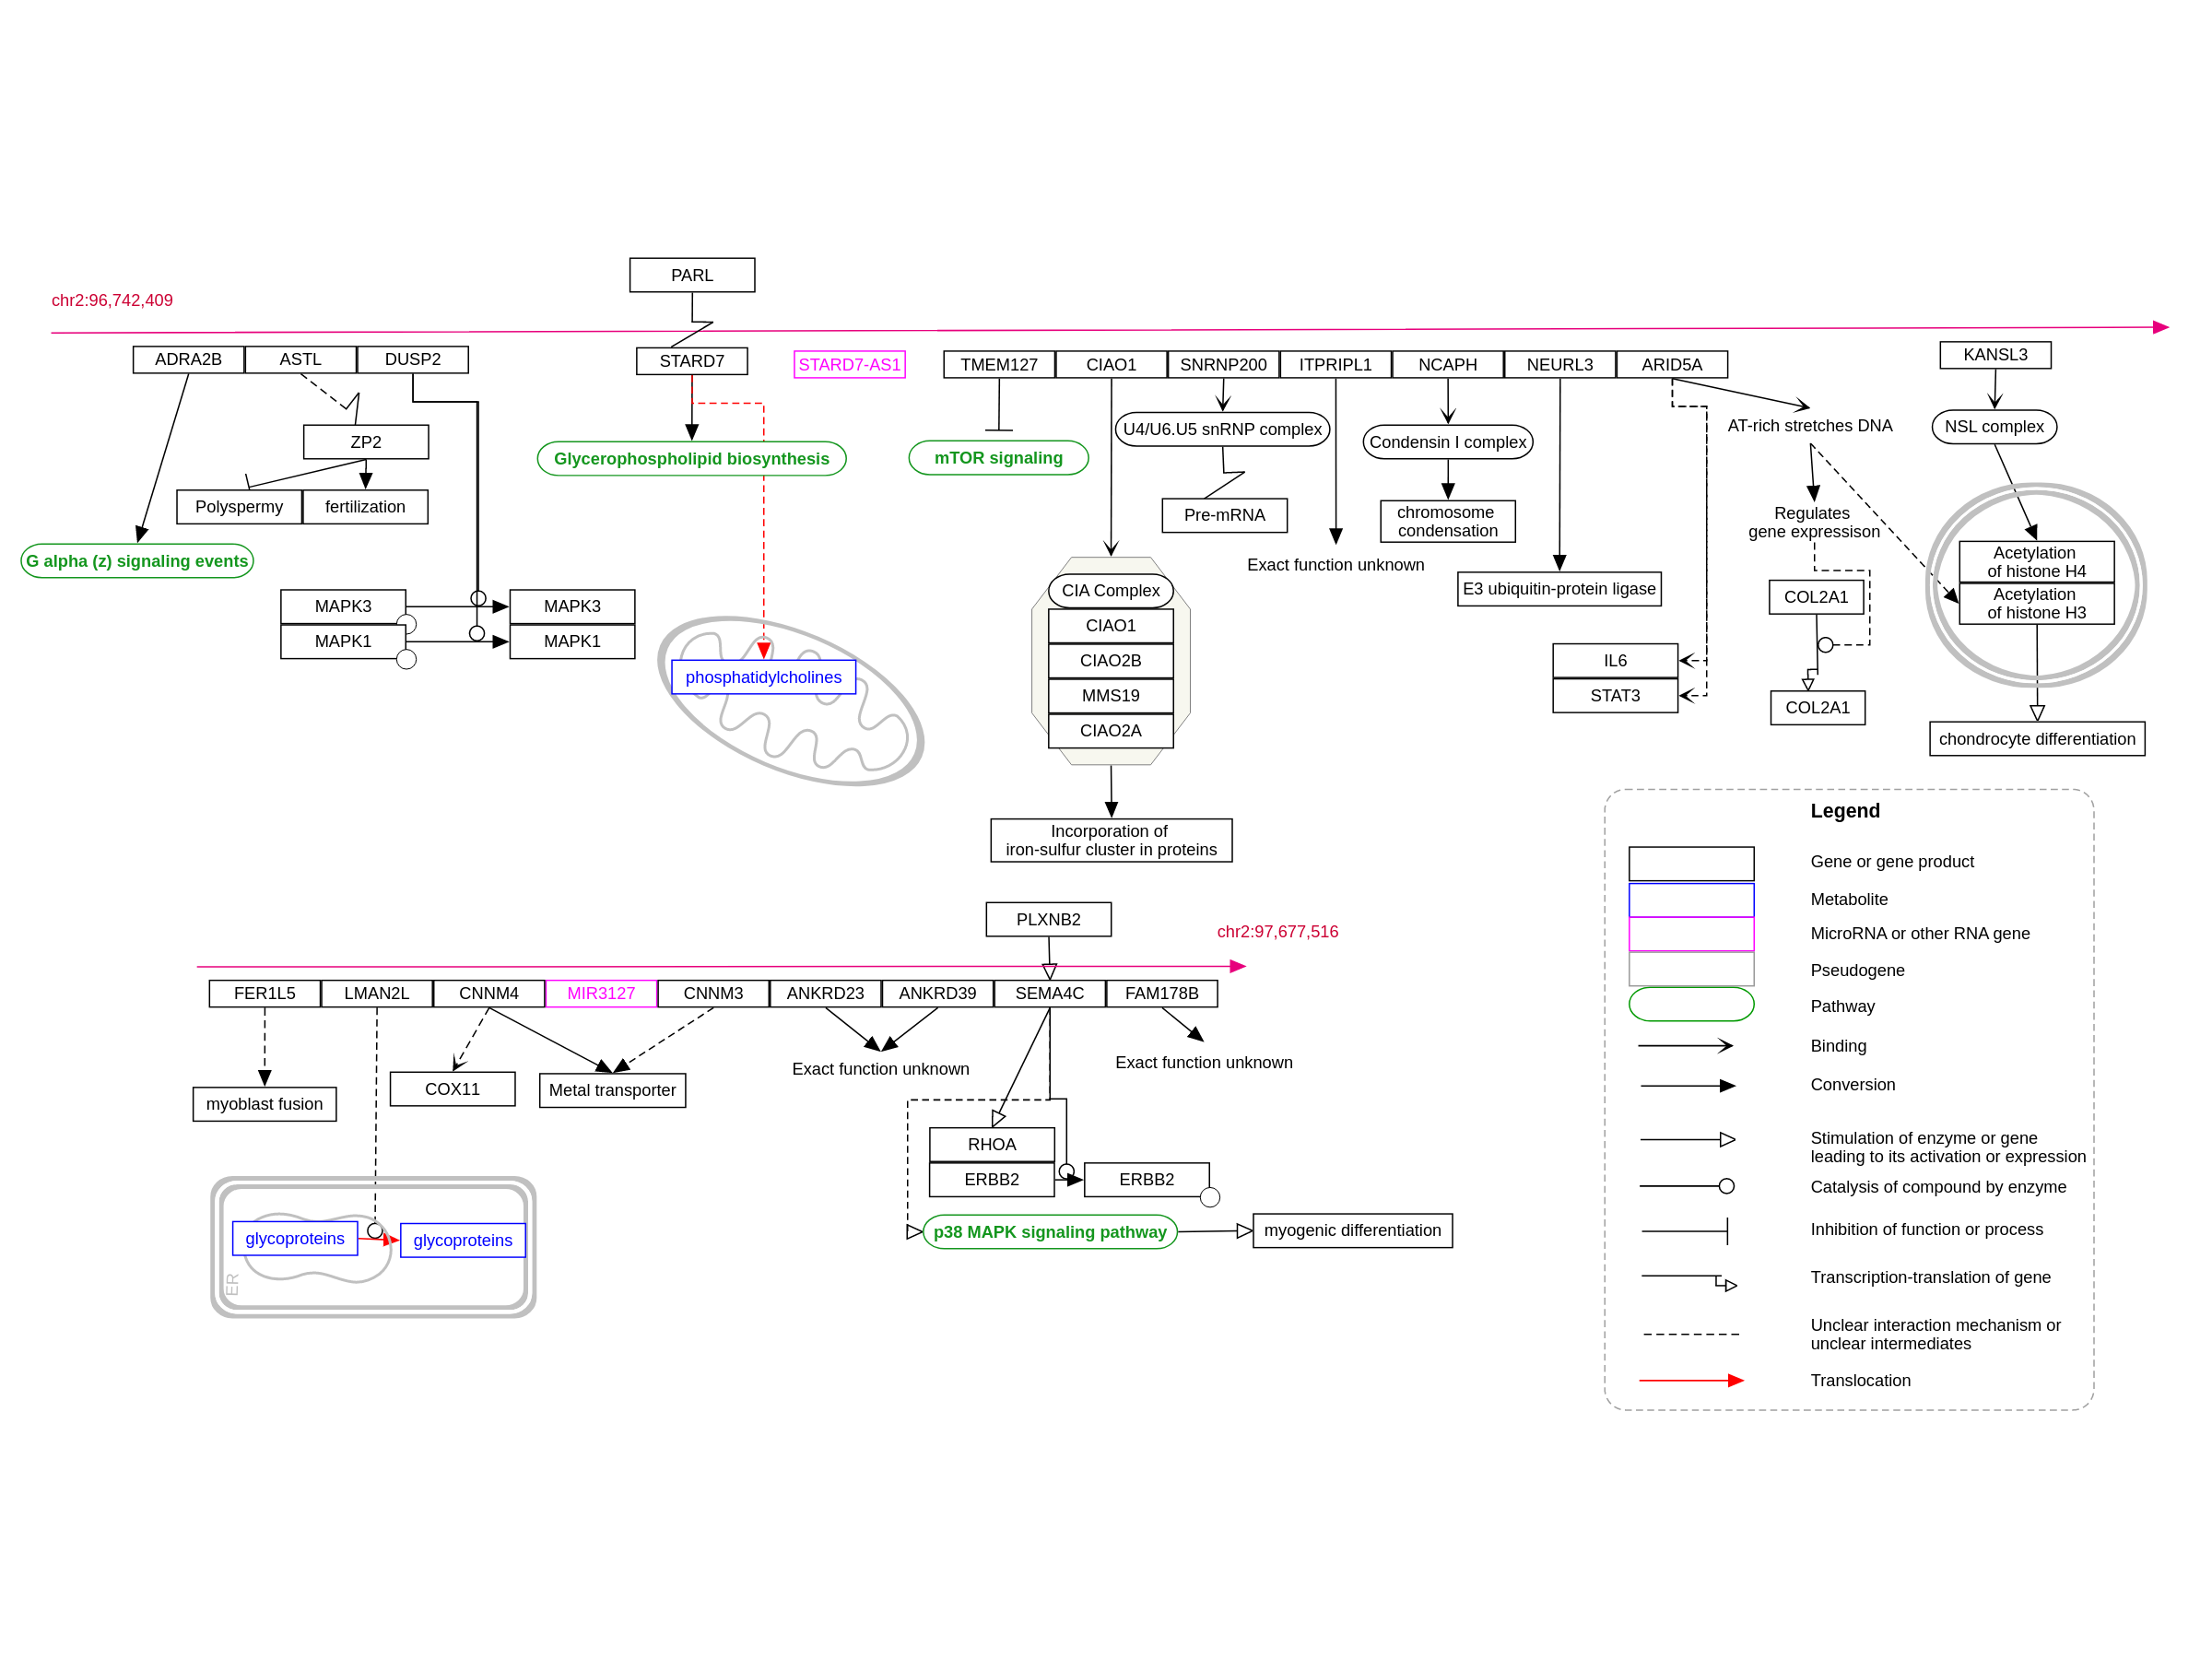 PARL
chr2:96,742,409
ADRA2B
ASTL
DUSP2
STARD7
STARD7-AS1
TMEM127
CIAO1
SNRNP200
ITPRIPL1
NCAPH
NEURL3
ARID5A
KANSL3
AT-rich stretches DNA
NSL complex
U4/U6.U5 snRNP complex
Condensin I complex
ZP2
Glycerophospholipid biosynthesis
mTOR signaling
Polyspermy
fertilization
Pre-mRNA
chromosome
condensation
Regulates
gene expressison
G alpha (z) signaling events
Exact function unknown
E3 ubiquitin-protein ligase
Acetylation
of histone H4
Acetylation
of histone H3
MAPK3
MAPK3
MAPK1
MAPK1
CIA Complex
CIAO1
CIAO2B
MMS19
CIAO2A
COL2A1
IL6
STAT3
COL2A1
phosphatidylcholines
chondrocyte differentiation
Incorporation of
iron-sulfur cluster in proteins
PLXNB2
chr2:97,677,516
FER1L5
LMAN2L
CNNM4
MIR3127
CNNM3
ANKRD23
ANKRD39
SEMA4C
FAM178B
Exact function unknown
Exact function unknown
myoblast fusion
COX11
Metal transporter
RHOA
ERBB2
ERBB2
p38 MAPK signaling pathway
myogenic differentiation
glycoproteins
glycoproteins
ER
Legend
Gene or gene product
Metabolite
MicroRNA or other RNA gene
Pseudogene
Pathway
Binding
Conversion
Stimulation of enzyme or gene
leading to its activation or expression
Catalysis of compound by enzyme
Inhibition of function or process
Transcription-translation of gene
Unclear interaction mechanism or
unclear intermediates
Translocation